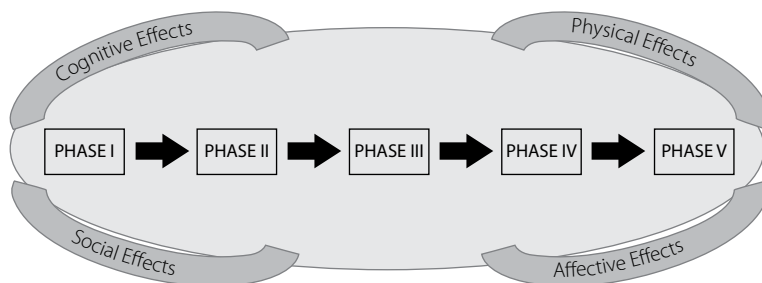 Cognitive Effects
Physical Effects
PHASE I PHASE II PHASE III PHASE IV PHASE V
Social Effects
Affective Effects